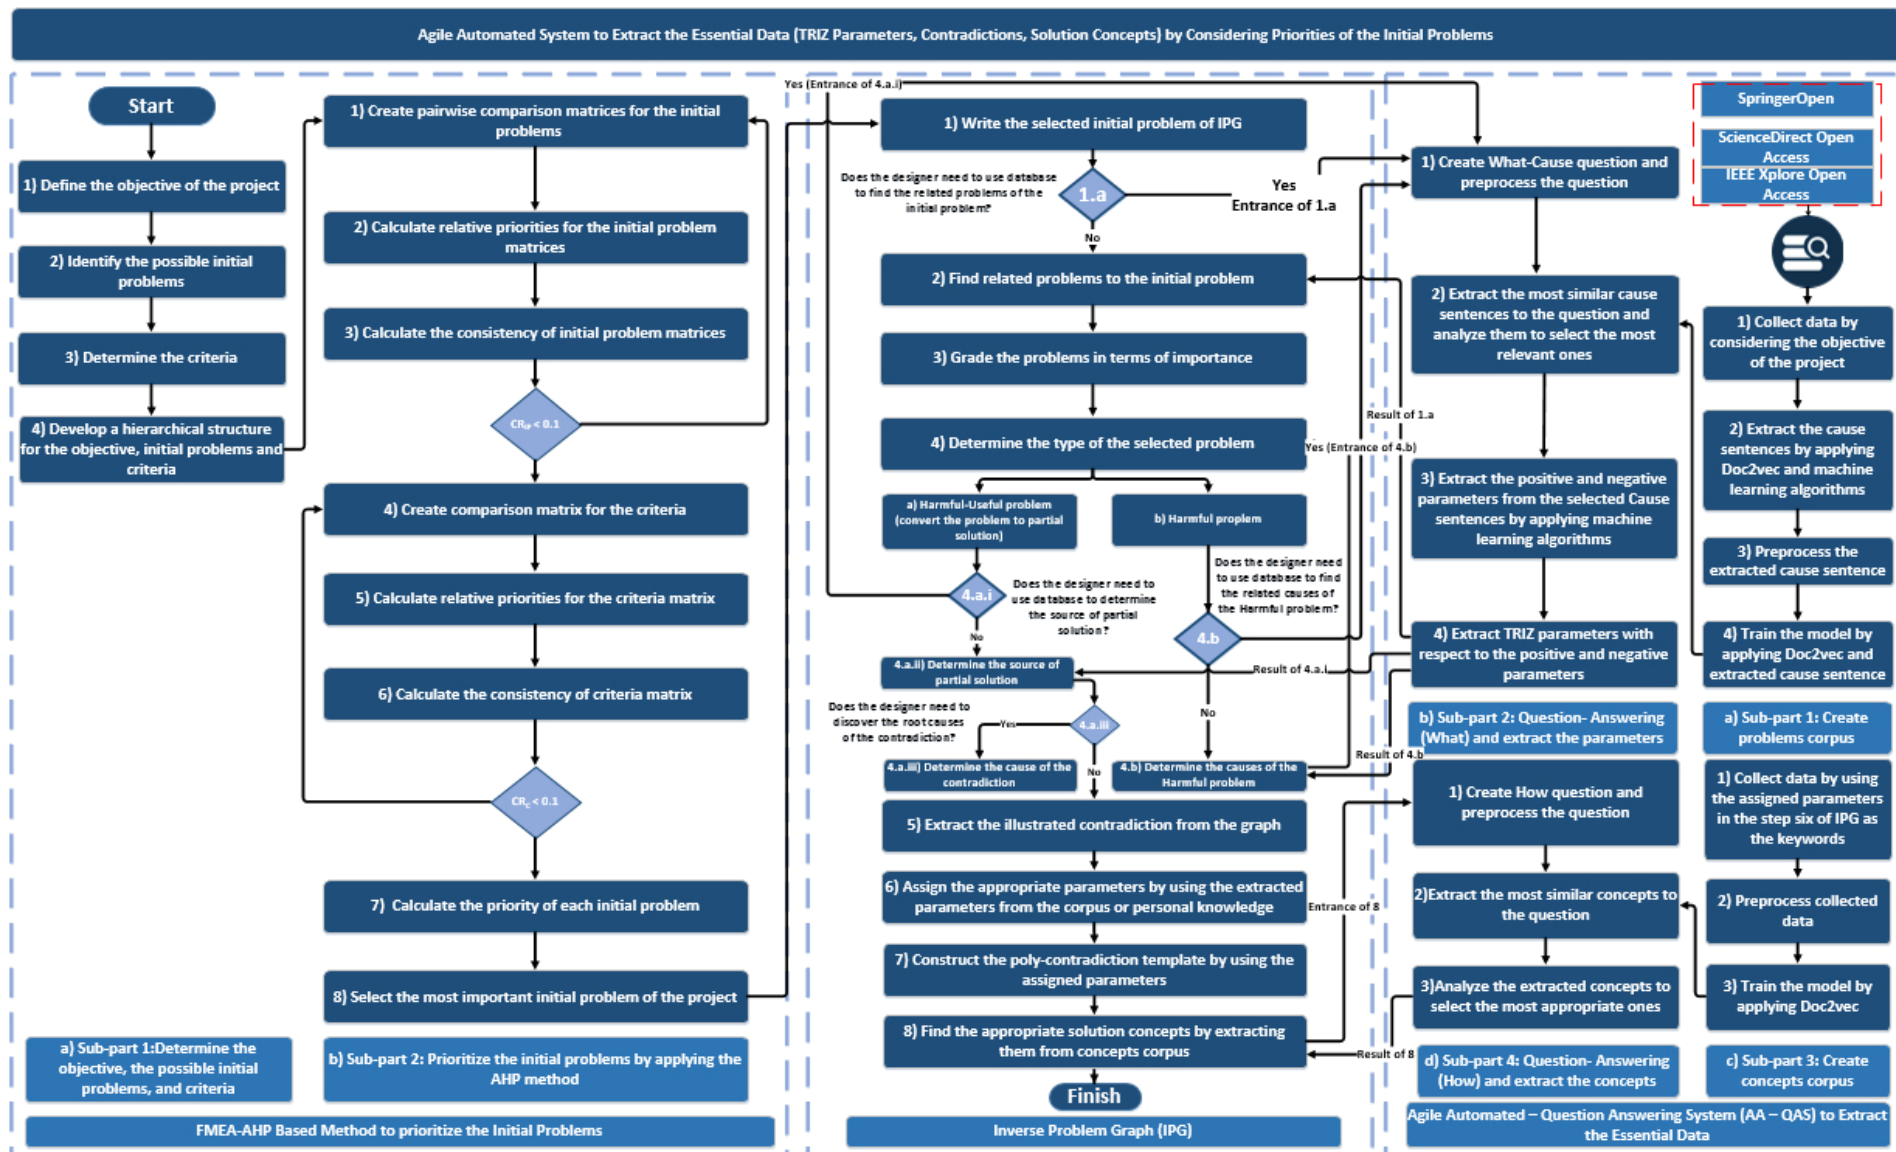 Agile Automated System to Extract the Essential Data (TRIZ Parameters, Contradictions, Solution Concepts) by Considering Priorities of the Initial Problems
Start
1) Define the objective of the project
2) Identify the possible initial
problems
3) Determine the criteria
4) Develop a hierarchical structure
for the objective, initial problems and
criteria
a) Sub-part 1:Determine the
objective, the possible initial
problems, and criteria
1) Create pairwise comparison matrices for the initial
problems
2) Calculate relative priorities for the initial problem
matrices
3) Calculate the consistency of initial problem matrices
CR_IP < 0.1
4) Create comparison matrix for the criteria
5) Calculate relative priorities for the criteria matrix
6) Calculate the consistency of criteria matrix
CR_C < 0.1
7) Calculate the priority of each initial problem
8) Select the most important initial problem of the project
b) Sub-part 2: Prioritize the initial problems by applying the
AHP method
FMEA-AHP Based Method to prioritize the Initial Problems
Yes (Entrance of 4.a.i)
1) Write the selected initial problem of IPG
Does the designer need to use database
to find the related problems of the
initial problem?
1.a
Yes
Entrance of 1.a
No
2) Find related problems to the initial problem
3) Grade the problems in terms of importance
Result of 1.a
4) Determine the type of the selected problem
Yes (Entrance of 4.b)
a) Harmful-Useful problem
(convert the problem to partial
solution)
b) Harmful proplem
4.a.i
Does the designer need to
use database to determine
the source of partial
solution?
Does the designer need
to use database to find
the related causes of
the Harmful problem?
4.b
No
4.a.ii) Determine the source of
partial solution
Result of 4.a.i
Does the designer need to
discover the root causes
of the contradiction?
Yes
4.a.iii
No
No
Result of 4.b
4.a.iii) Determine the cause of the
contradiction
4.b) Determine the causes of the
Harmful problem
5) Extract the illustrated contradiction from the graph
6) Assign the appropriate parameters by using the extracted
parameters from the corpus or personal knowledge
Entrance of 8
7) Construct the poly-contradiction template by using the
assigned parameters
8) Find the appropriate solution concepts by extracting
them from concepts corpus
Result of 8
Finish
Inverse Problem Graph (IPG)
1) Create What-Cause question and
preprocess the question
2) Extract the most similar cause
sentences to the question and
analyze them to select the most
relevant ones
3) Extract the positive and negative
parameters from the selected Cause
sentences by applying machine
learning algorithms
4) Extract TRIZ parameters with
respect to the positive and negative
parameters
b) Sub-part 2: Question- Answering
(What) and extract the parameters
1) Create How question and
preprocess the question
2)Extract the most similar concepts to
the question
3)Analyze the extracted concepts to
select the most appropriate ones
d) Sub-part 4: Question- Answering
(How) and extract the concepts
SpringerOpen
ScienceDirect Open
Access
IEEE Xplore Open
Access
1) Collect data by
considering the objective
of the project
2) Extract the cause
sentences by applying
Doc2vec and machine
learning algorithms
3) Preprocess the
extracted cause sentence
4) Train the model by
applying Doc2vec and
extracted cause sentence
a) Sub-part 1: Create
problems corpus
1) Collect data by using
the assigned parameters
in the step six of IPG as
the keywords
2) Preprocess collected
data
3) Train the model by
applying Doc2vec
c) Sub-part 3: Create
concepts corpus
Agile Automated – Question Answering System (AA – QAS) to Extract
the Essential Data